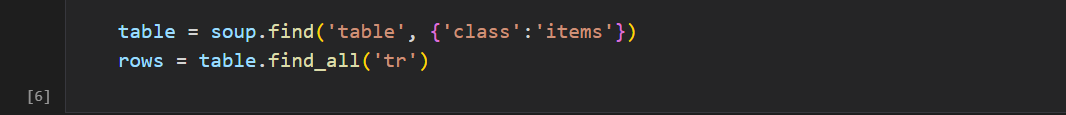 table = soup.find('table', {'class':'items'})
rows = table.find_all('tr')
[6]